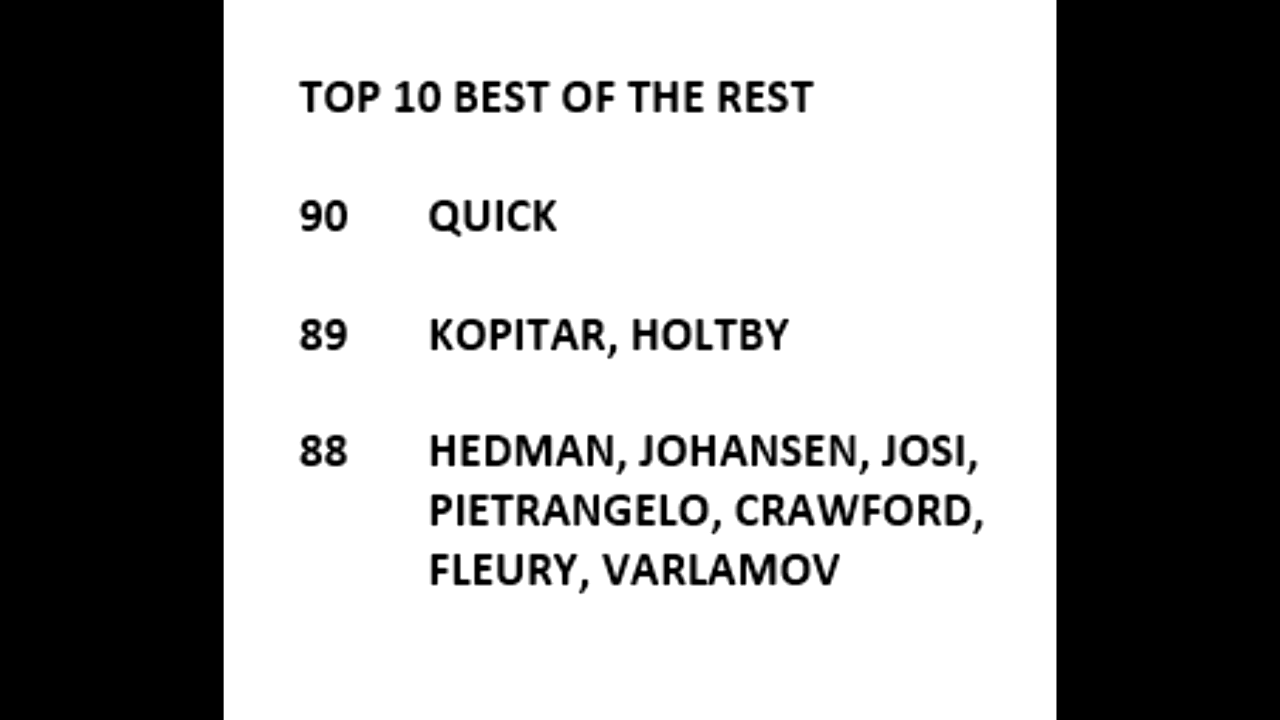 TOP 10 BEST OF THE REST
90 QUICK
89 KOPITAR, HOLTBY
88 HEDMAN, JOHANSEN, JOSI,
PIETRANGELO, CRAWFORD,
FLEURY, VARLAMOV